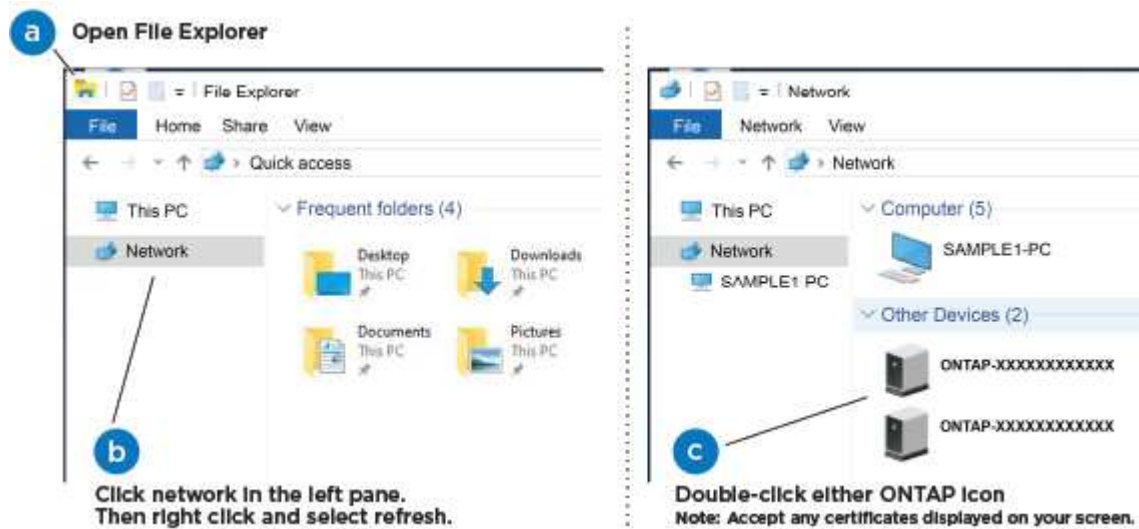 a Open File Explorer
File Explorer
File Home Share View
Quick access
This PC
Network
Frequent folders (4)
Desktop
This PC
Downloads
This PC
Documents
This PC
Pictures
This PC
b
Click network in the left pane.
Then right click and select refresh.
Network
File Network View
Network
This PC
Network
SAMPLE1 PC
Computer (5)
SAMPLE1-PC
Other Devices (2)
ONTAP-XXXXXXXXXXXX
ONTAP-XXXXXXXXXXXX
c
Double-click either ONTAP icon
Note: Accept any certificates displayed on your screen.